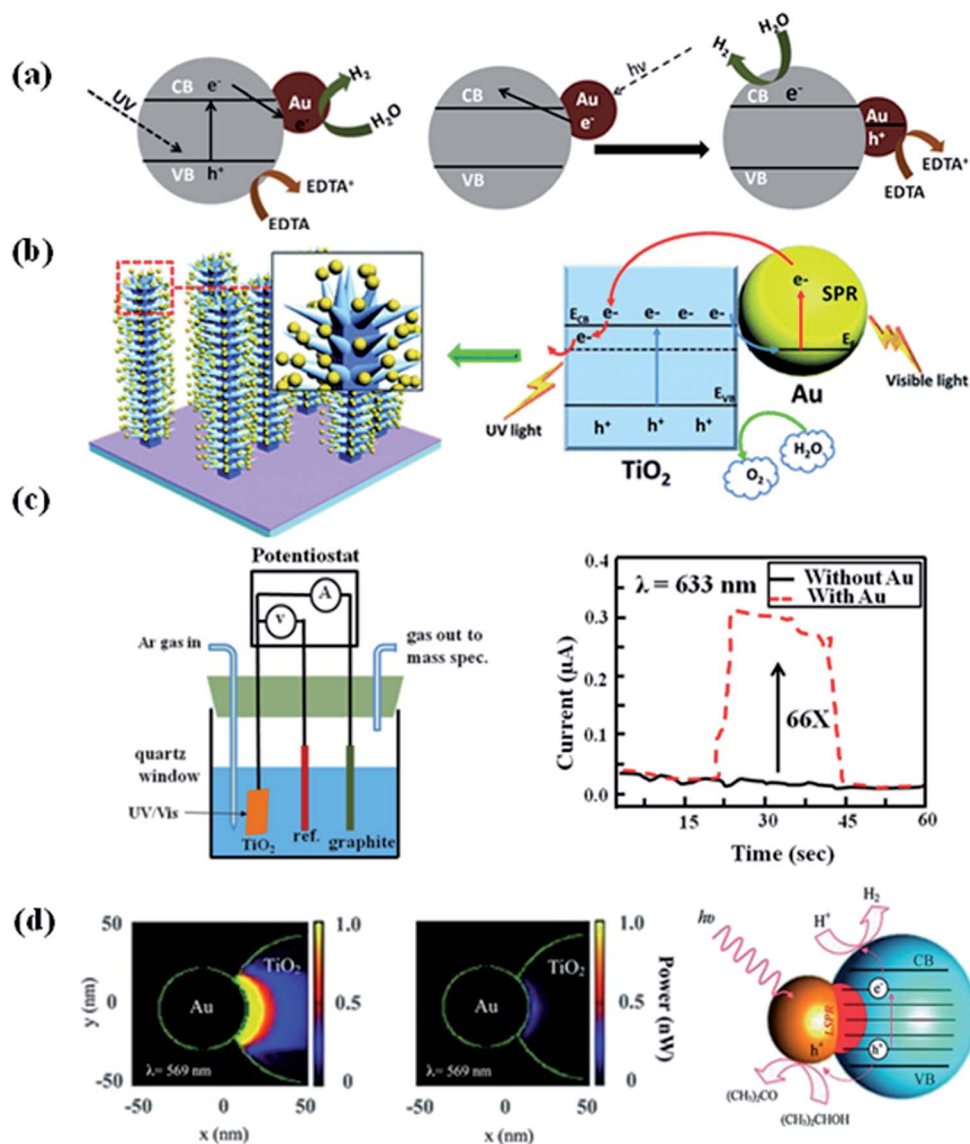 (a)
UV
CB
e⁻
h⁺
VB
Au
e⁻
H₂
H₂O
EDTA⁺
EDTA
CB
VB
Au
e⁻
hν
H₂
H₂O
CB
e⁻
VB
Au
h⁺
EDTA
EDTA⁺
(b)
E_CB
e- e- e- e-
e-
E_VB
h⁺ h⁺ h⁺
UV light
TiO₂
e-
SPR
E_F
Au
Visible light
H₂O
O₂
(c)
Potentiostat
A
v
Ar gas in
gas out to
mass spec.
quartz
window
UV/Vis
TiO₂
ref.
graphite
λ = 633 nm
Without Au
With Au
66X
Current (μA)
0.4
0.3
0.2
0.1
0.0
15 30 45 60
Time (sec)
(d)
y (nm)
50
0
-50
TiO₂
Au
λ= 569 nm
-50 0 50
x (nm)
1.0
0.5
0
TiO₂
Au
λ= 569 nm
-50 0 50
x (nm)
Power (nW)
1.0
0.5
0
hυ
H⁺
H₂
CB
e⁻
LSPR
h⁺
h⁺
VB
(CH₃)₂CO
(CH₃)₂CHOH